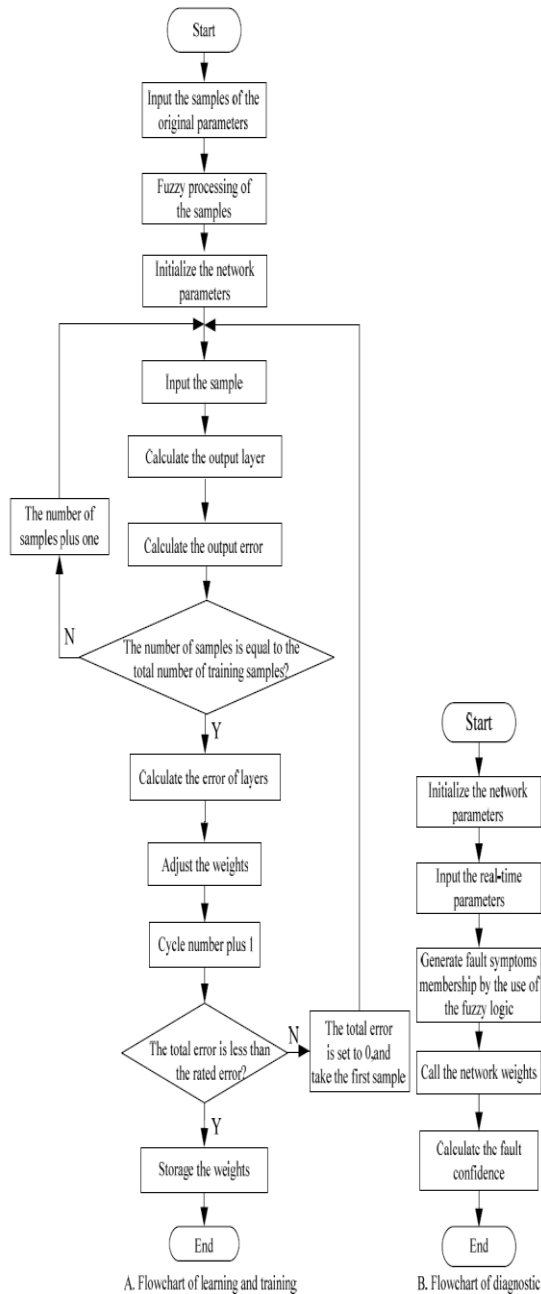 Start
Input the samples of the
original parameters
Fuzzy processing of
the samples
Initialize the network
parameters
Input the sample
Calculate the output layer
The number of
samples plus one
Calculate the output error
N
The number of samples is equal to the
total number of training samples?
Y
Calculate the error of layers
Adjust the weights
Cycle number plus 1
The total error is less than
the rated error?
N
The total error
is set to 0,and
take the first sample
Y
Storage the weights
End
A. Flowchart of learning and training
Start
Initialize the network
parameters
Input the real-time
parameters
Generate fault symptoms
membership by the use of
the fuzzy logic
Call the network weights
Calculate the fault
confidence
End
B. Flowchart of diagnostic